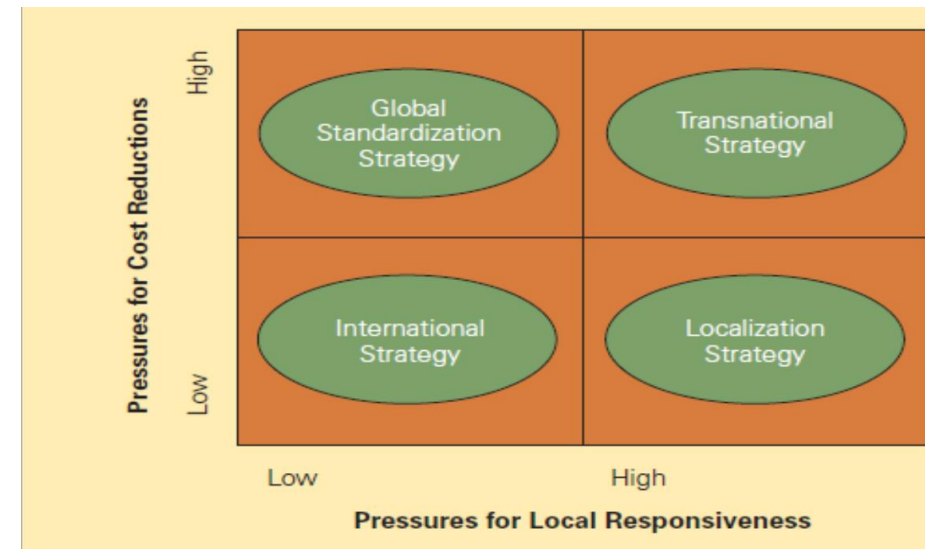 High
Global
Standardization
Strategy
Transnational
Strategy
Pressures for Cost Reductions
International
Strategy
Localization
Strategy
Low
Low
High
Pressures for Local Responsiveness